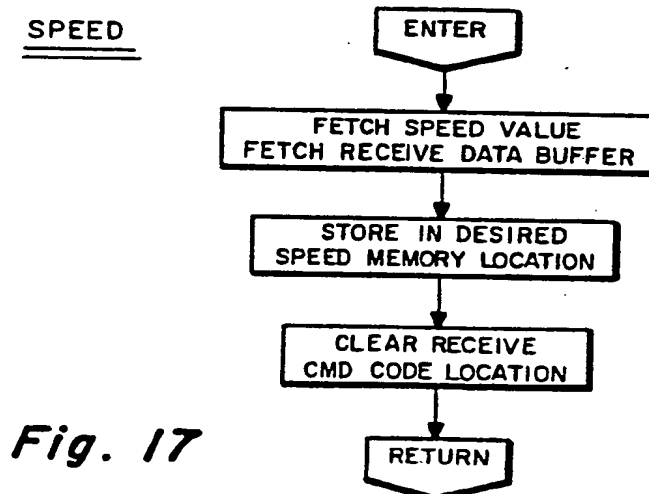 SPEED
ENTER
FETCH SPEED VALUE
FETCH RECEIVE DATA BUFFER
STORE IN DESIRED
SPEED MEMORY LOCATION
CLEAR RECEIVE
CMD CODE LOCATION
RETURN
Fig. 17